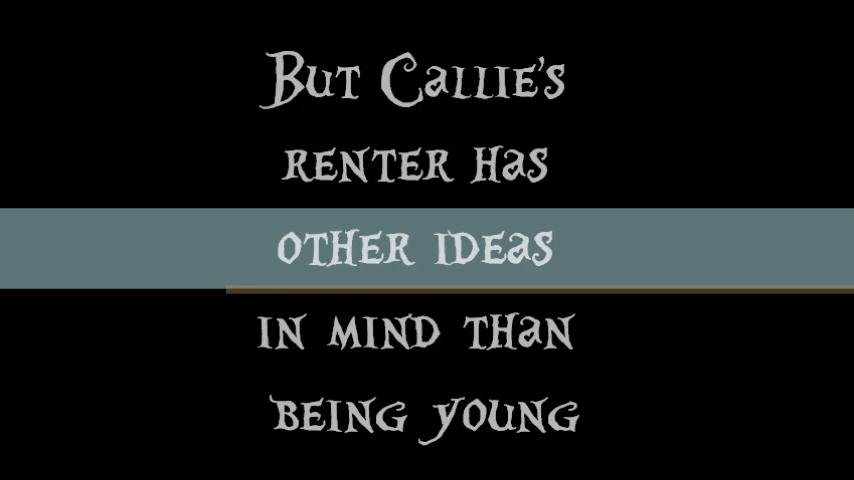 But Callie's
renter has
other ideas
in mind than
being young